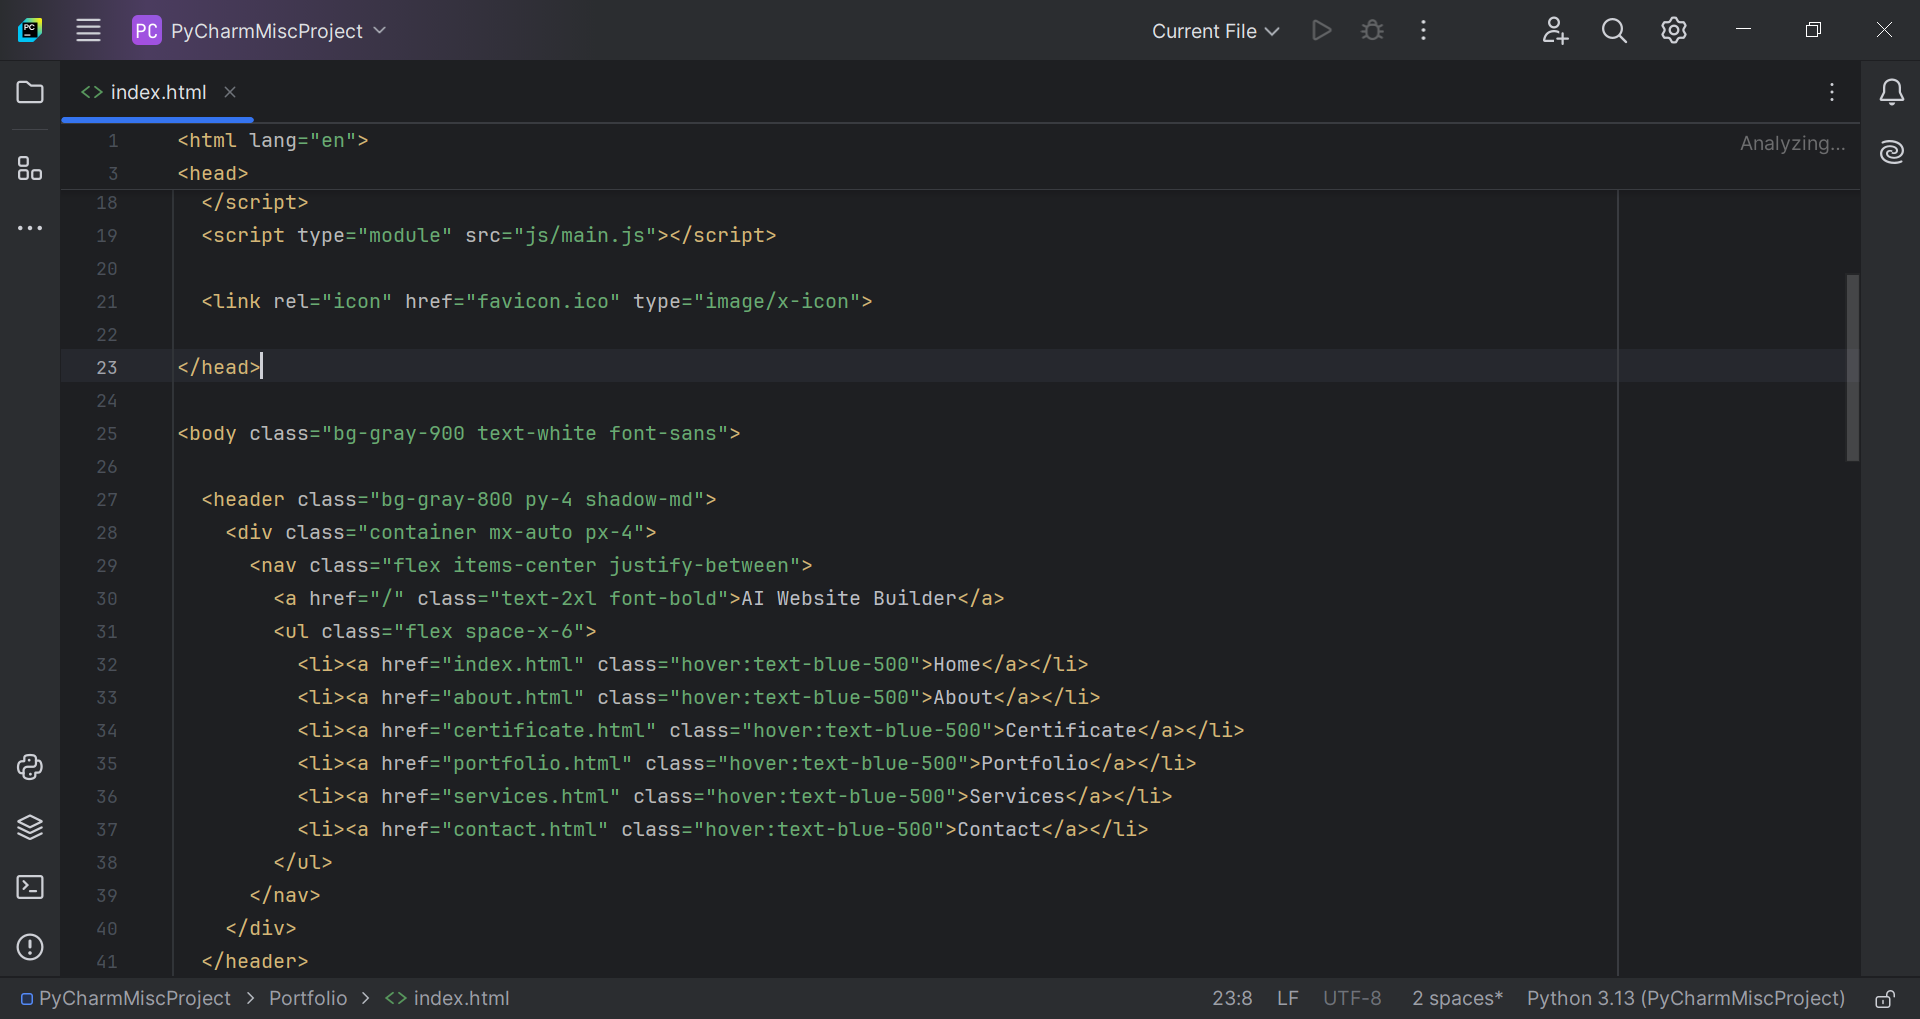 PC PyCharmMiscProject Current File
index.html
1 <html lang="en"> Analyzing...
3 <head>
18   </script>
19   <script type="module" src="js/main.js"></script>
20
21   <link rel="icon" href="favicon.ico" type="image/x-icon">
22
23 </head>
24
25 <body class="bg-gray-900 text-white font-sans">
26
27   <header class="bg-gray-800 py-4 shadow-md">
28     <div class="container mx-auto px-4">
29       <nav class="flex items-center justify-between">
30         <a href="/" class="text-2xl font-bold">AI Website Builder</a>
31         <ul class="flex space-x-6">
32           <li><a href="index.html" class="hover:text-blue-500">Home</a></li>
33           <li><a href="about.html" class="hover:text-blue-500">About</a></li>
34           <li><a href="certificate.html" class="hover:text-blue-500">Certificate</a></li>
35           <li><a href="portfolio.html" class="hover:text-blue-500">Portfolio</a></li>
36           <li><a href="services.html" class="hover:text-blue-500">Services</a></li>
37           <li><a href="contact.html" class="hover:text-blue-500">Contact</a></li>
38         </ul>
39       </nav>
40     </div>
41   </header>
PyCharmMiscProject > Portfolio > <> index.html 23:8 LF UTF-8 2 spaces* Python 3.13 (PyCharmMiscProject)